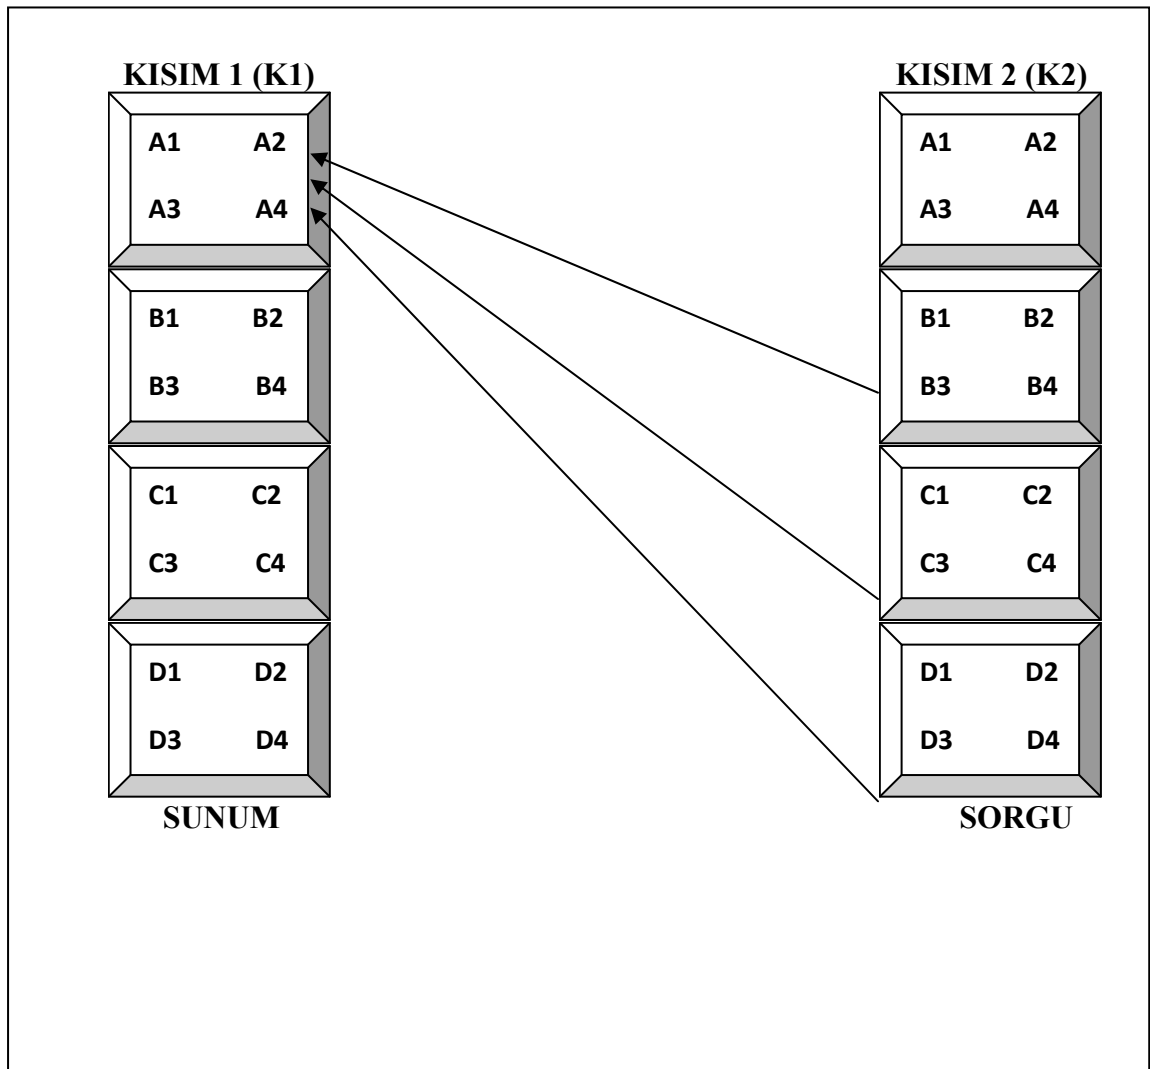 KISIM 1 (K1)
A1 A2
A3 A4
B1 B2
B3 B4
C1 C2
C3 C4
D1 D2
D3 D4
SUNUM
KISIM 2 (K2)
A1 A2
A3 A4
B1 B2
B3 B4
C1 C2
C3 C4
D1 D2
D3 D4
SORGU